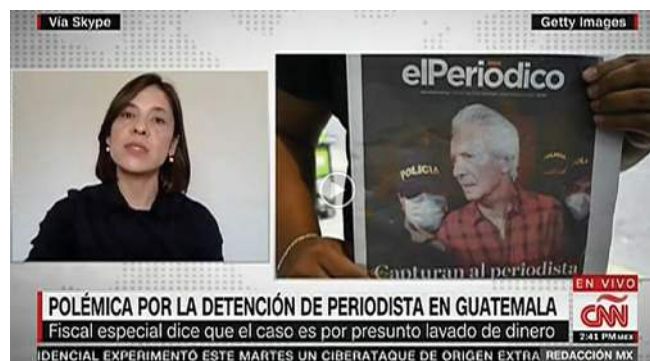 Vía Skype
Getty Images
elPeriódico
POLICIA
Capturan al periodista
EN VIVO
POLÉMICA POR LA DETENCIÓN DE PERIODISTA EN GUATEMALA
CNN
Fiscal especial dice que el caso es por presunto lavado de dinero
2:41 PM MEX
IDENCIAL EXPERIMENTÓ ESTE MARTES UN CIBERATAQUE DE ORIGEN EXTRA
REDACCIÓN MIX